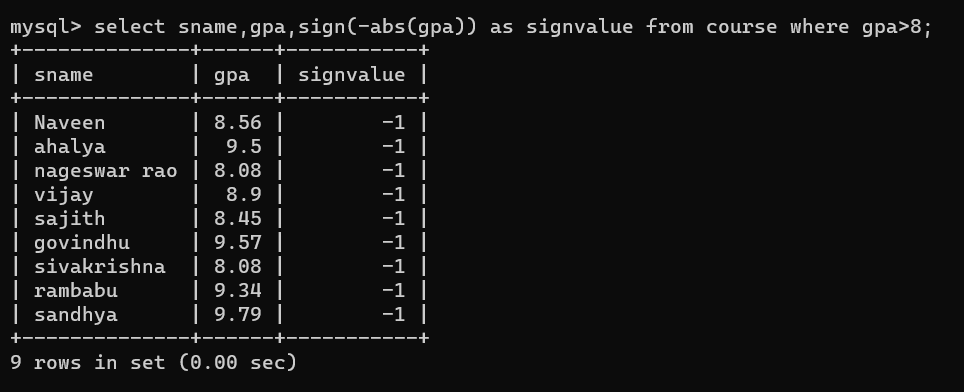 mysql> select sname,gpa,sign(-abs(gpa)) as signvalue from course where gpa>8;
+--------------+------+-----------+
| sname        | gpa  | signvalue |
+--------------+------+-----------+
| Naveen       | 8.56 |        -1 |
| ahalya       |  9.5 |        -1 |
| nageswar rao | 8.08 |        -1 |
| vijay        |  8.9 |        -1 |
| sajith       | 8.45 |        -1 |
| govindhu     | 9.57 |        -1 |
| sivakrishna  | 8.08 |        -1 |
| rambabu      | 9.34 |        -1 |
| sandhya      | 9.79 |        -1 |
+--------------+------+-----------+
9 rows in set (0.00 sec)